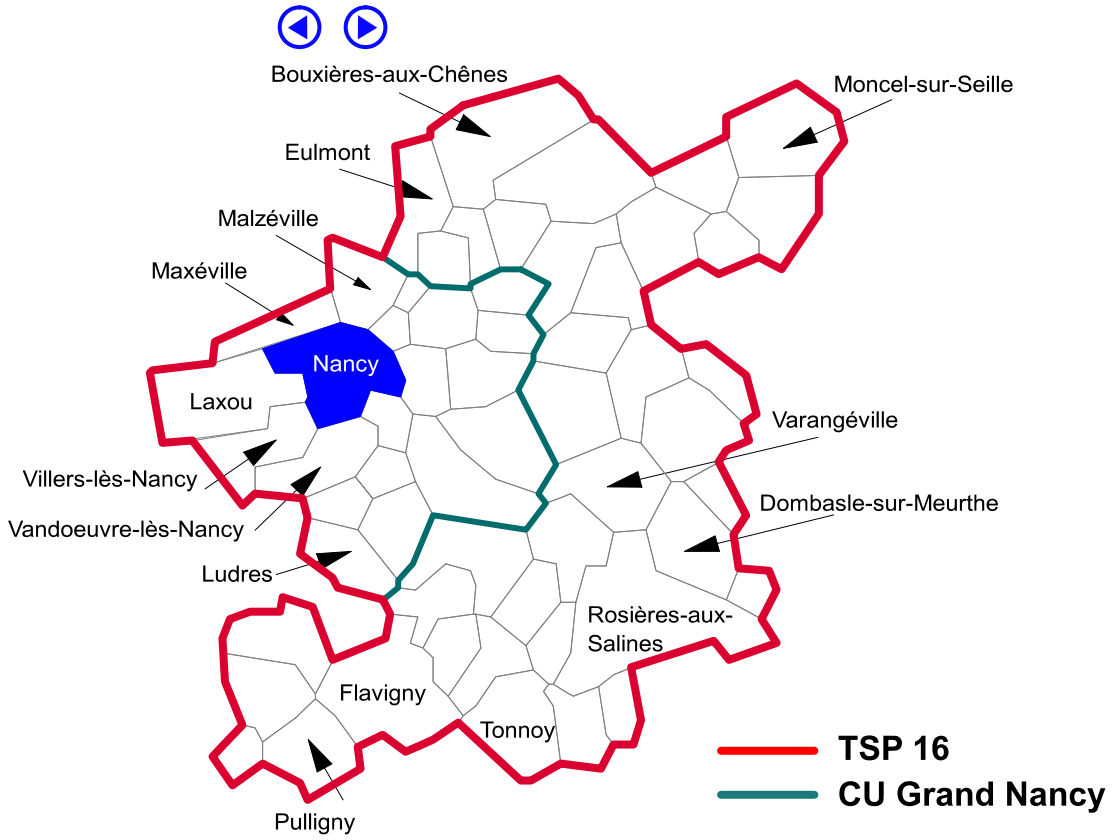 Bouxières-aux-Chênes
Moncel-sur-Seille
Eulmont
Malzéville
Maxéville
Nancy
Laxou
Varangéville
Villers-lès-Nancy
Dombasle-sur-Meurthe
Vandoeuvre-lès-Nancy
Ludres
Rosières-aux-
Salines
Flavigny
Tonnoy
TSP 16
CU Grand Nancy
Pulligny